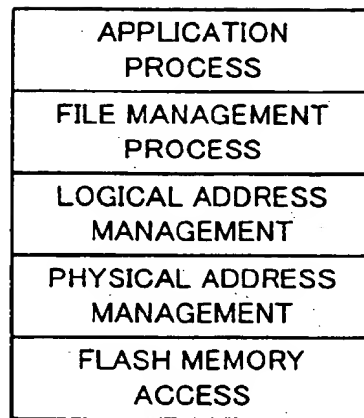 APPLICATION
PROCESS
FILE MANAGEMENT
PROCESS
LOGICAL ADDRESS
MANAGEMENT
PHYSICAL ADDRESS
MANAGEMENT
FLASH MEMORY
ACCESS